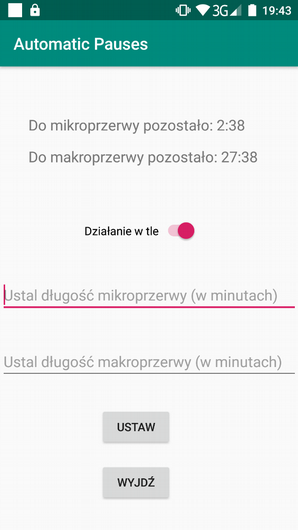 3G 19:43
Automatic Pauses
Do mikroprzerwy pozostało: 2:38
Do makroprzerwy pozostało: 27:38
Działanie w tle
Ustal długość mikroprzerwy (w minutach)
Ustal długość makroprzerwy (w minutach)
USTAW
WYJDŹ